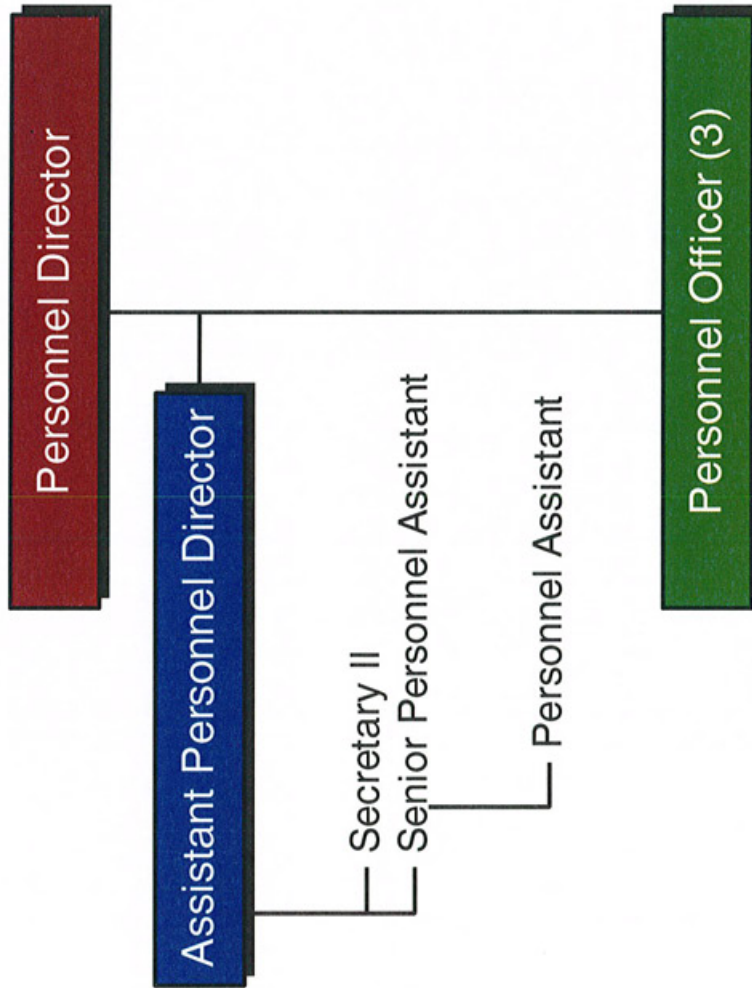 Personnel Director
Assistant Personnel Director
Secretary II
Senior Personnel Assistant
Personnel Assistant
Personnel Officer (3)